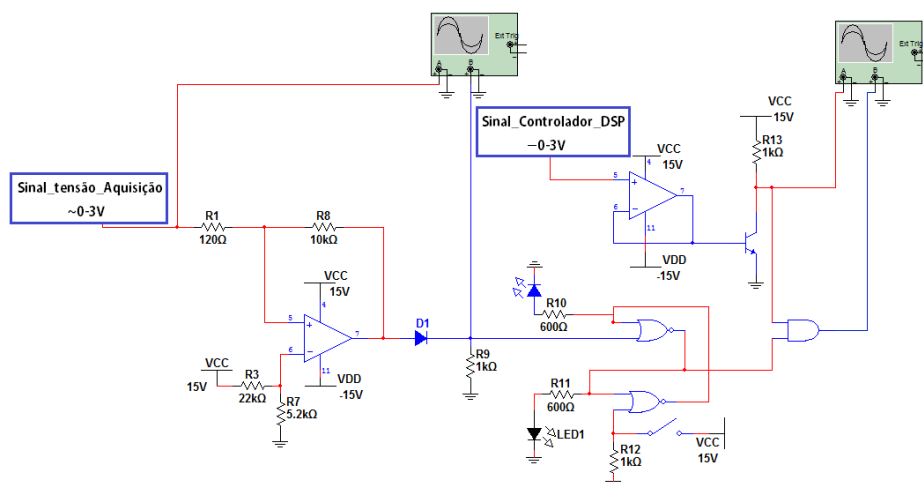 Ext Trig
A
B
Ext Trig
A
B
Sinal_Controlador_DSP
—0-3V
VCC
15V
R13
1kΩ
VCC
15V
4
5
7
6
11
VDD
-15V
Sinal_tensão_Aquisição
~0-3V
R1
120Ω
R8
10kΩ
VCC
15V
4
5
7
6
11
VDD
-15V
D1
VCC
15V
R3
22kΩ
R7
5.2kΩ
R9
1kΩ
R10
600Ω
R11
600Ω
LED1
R12
1kΩ
VCC
15V